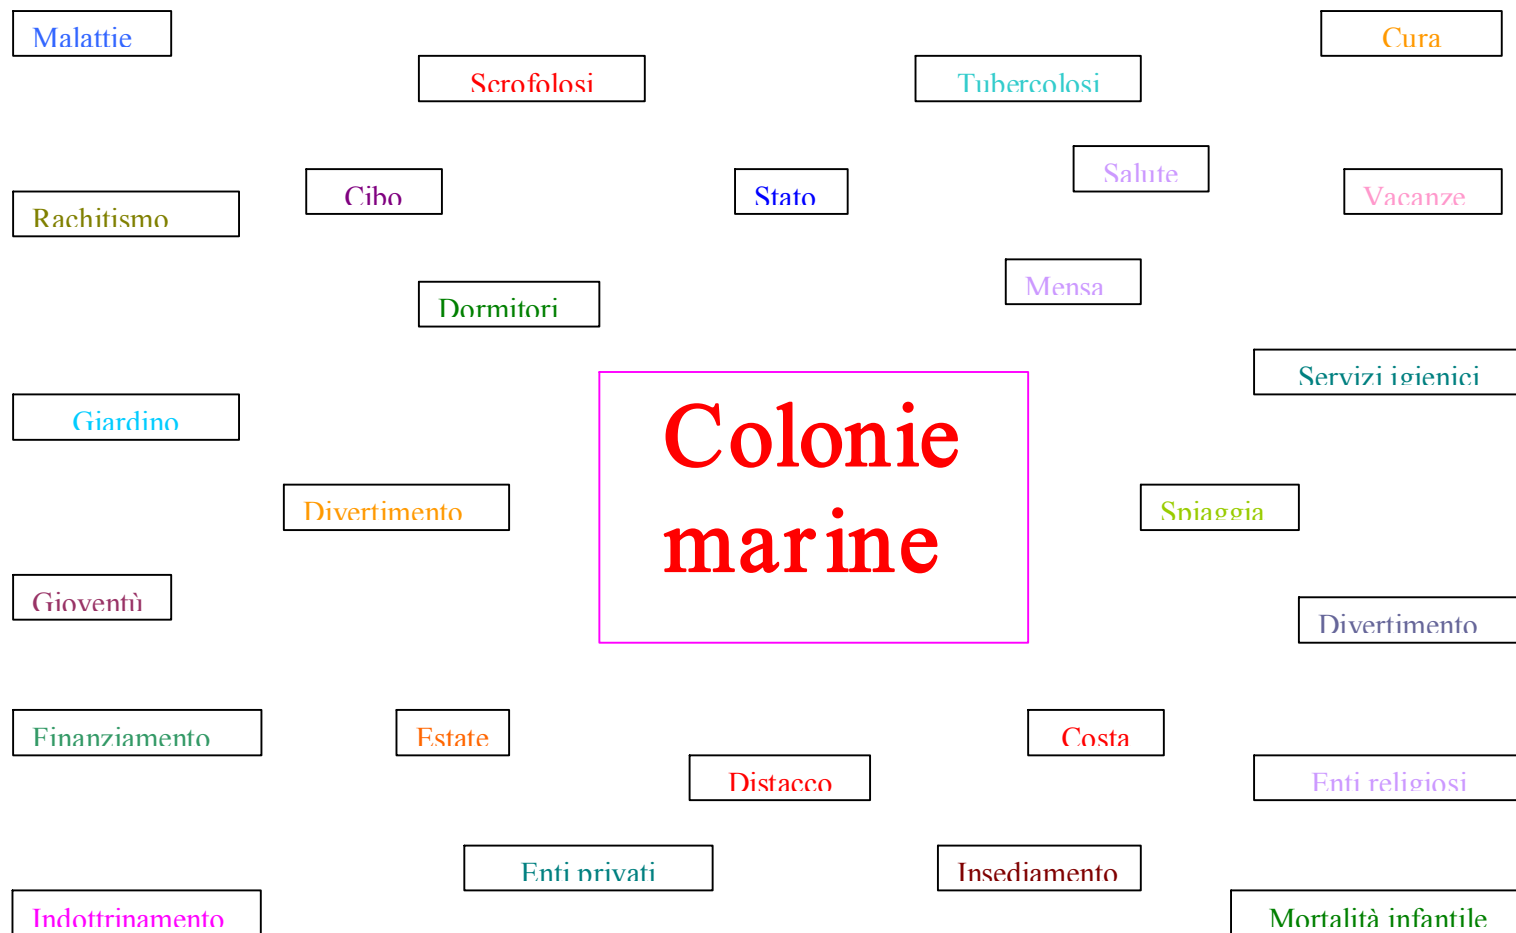 Malattie
Cura
Scrofolosi
Tubercolosi
Salute
Cibo
Stato
Vacanze
Rachitismo
Mensa
Dormitori
Servizi igienici
Giardino
Colonie
marine
Divertimento
Spiaggia
Gioventù
Divertimento
Finanziamento
Estate
Costa
Distacco
Enti religiosi
Enti privati
Insediamento
Indottrinamento
Mortalità infantile